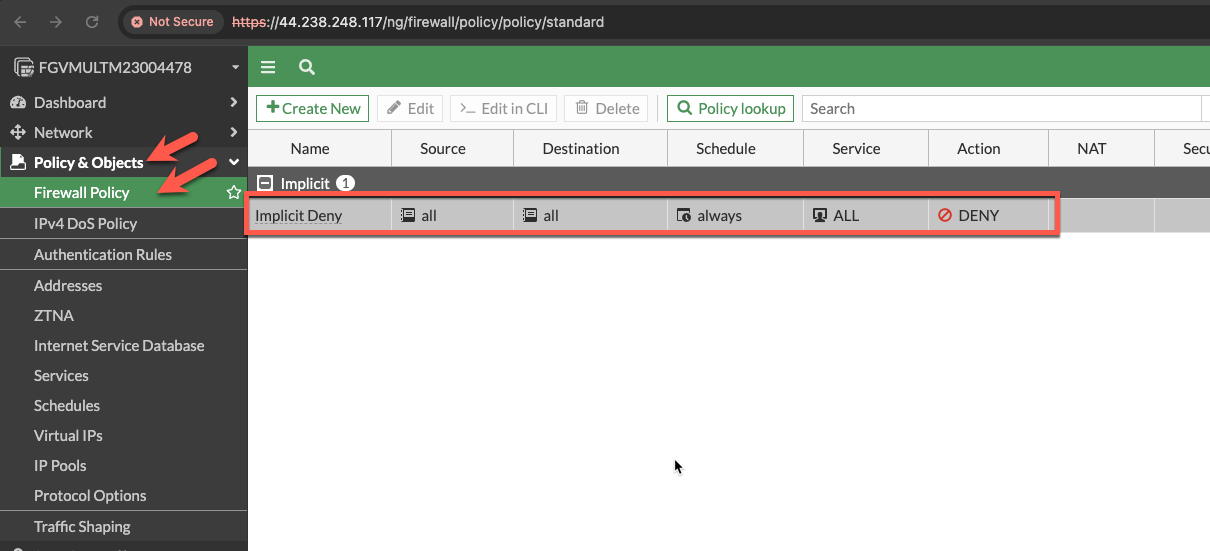 Not Secure https://44.238.248.117/ng/firewall/policy/policy/standard
FGVMULTM23004478
Dashboard
Network
Policy & Objects
Firewall Policy
IPv4 DoS Policy
Authentication Rules
Addresses
ZTNA
Internet Service Database
Services
Schedules
Virtual IPs
IP Pools
Protocol Options
Traffic Shaping
+Create New Edit >_ Edit in CLI Delete Policy lookup Search
Name Source Destination Schedule Service Action NAT Secu
Implicit 1
Implicit Deny all all always ALL DENY